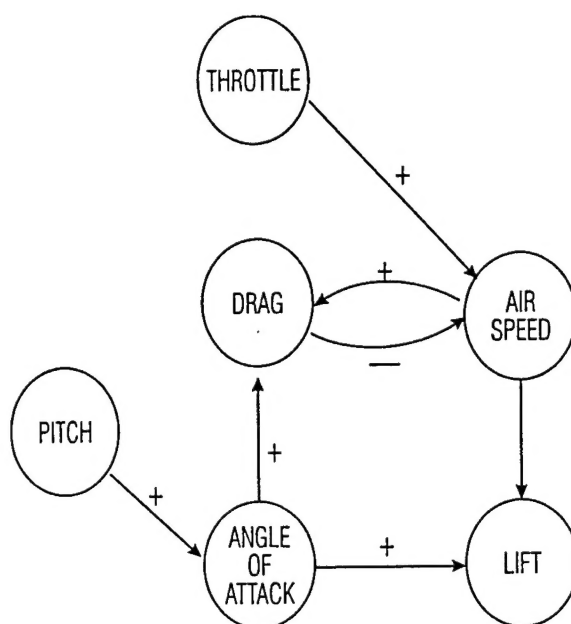 THROTTLE
+
DRAG
+
AIR
SPEED
—
PITCH
+
+
ANGLE
OF
ATTACK
+
LIFT